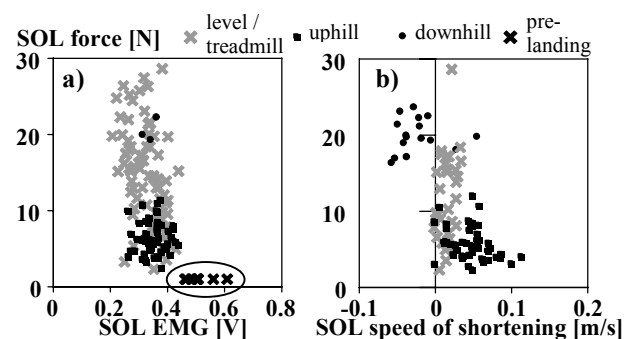 SOL force [N]
level / treadmill
uphill
downhill
pre-landing
a)
30
20
10
0
0
0.2
0.4
0.6
0.8
SOL EMG [V]
b)
30
20
10
0
-0.1
0
0.1
0.2
SOL speed of shortening [m/s]